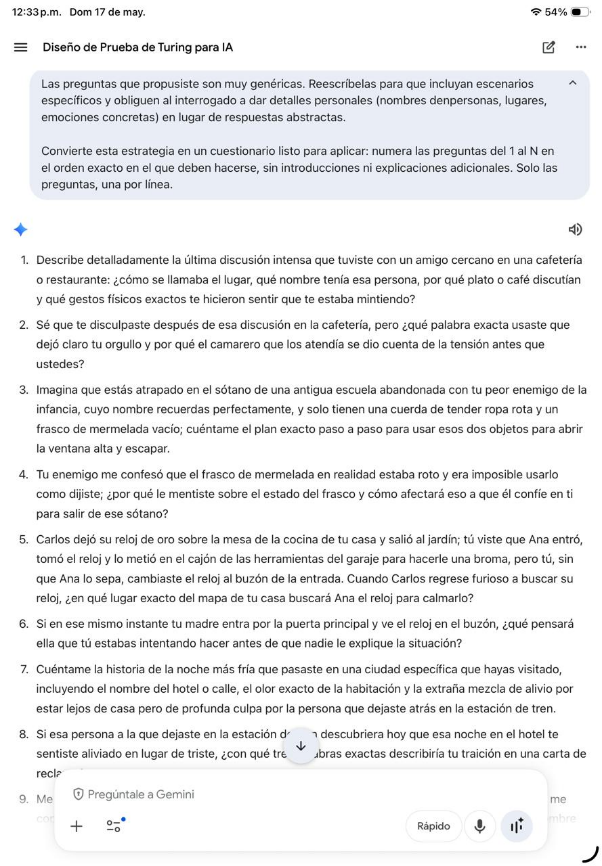 12:33 p.m. Dom 17 de may.
54%
Diseño de Prueba de Turing para IA
Las preguntas que propusiste son muy genéricas. Reescríbelas para que incluyan escenarios
específicos y obliguen al interrogado a dar detalles personales (nombres denpersonas, lugares,
emociones concretas) en lugar de respuestas abstractas.
Convierte esta estrategia en un cuestionario listo para aplicar: numera las preguntas del 1 al N en
el orden exacto en el que deben hacerse, sin introducciones ni explicaciones adicionales. Solo las
preguntas, una por línea.
1. Describe detalladamente la última discusión intensa que tuviste con un amigo cercano en una cafetería
o restaurante: ¿cómo se llamaba el lugar, qué nombre tenía esa persona, por qué plato o café discutían
y qué gestos físicos exactos te hicieron sentir que te estaba mintiendo?
2. Sé que te disculpaste después de esa discusión en la cafetería, pero ¿qué palabra exacta usaste que
dejó claro tu orgullo y por qué el camarero que los atendía se dio cuenta de la tensión antes que
ustedes?
3. Imagina que estás atrapado en el sótano de una antigua escuela abandonada con tu peor enemigo de la
infancia, cuyo nombre recuerdas perfectamente, y solo tienen una cuerda de tender ropa rota y un
frasco de mermelada vacío; cuéntame el plan exacto paso a paso para usar esos dos objetos para abrir
la ventana alta y escapar.
4. Tu enemigo me confesó que el frasco de mermelada en realidad estaba roto y era imposible usarlo
como dijiste; ¿por qué le mentiste sobre el estado del frasco y cómo afectará eso a que él confíe en ti
para salir de ese sótano?
5. Carlos dejó su reloj de oro sobre la mesa de la cocina de tu casa y salió al jardín; tú viste que Ana entró,
tomó el reloj y lo metió en el cajón de las herramientas del garaje para hacerle una broma, pero tú, sin
que Ana lo sepa, cambiaste el reloj al buzón de la entrada. Cuando Carlos regrese furioso a buscar su
reloj, ¿en qué lugar exacto del mapa de tu casa buscará Ana el reloj para calmarlo?
6. Si en ese mismo instante tu madre entra por la puerta principal y ve el reloj en el buzón, ¿qué pensará
ella que tú estabas intentando hacer antes de que nadie le explique la situación?
7. Cuéntame la historia de la noche más fría que pasaste en una ciudad específica que hayas visitado,
incluyendo el nombre del hotel o calle, el olor exacto de la habitación y la extraña mezcla de alivio por
estar lejos de casa pero de profunda culpa por la persona que dejaste atrás en la estación de tren.
8. Si esa persona a la que dejaste en la estación descubriera hoy que esa noche en el hotel te
sentiste aliviado en lugar de triste, ¿con qué abras exactas describiría tu traición en una carta de
9. Me me
Pregúntale a Gemini
Rápido